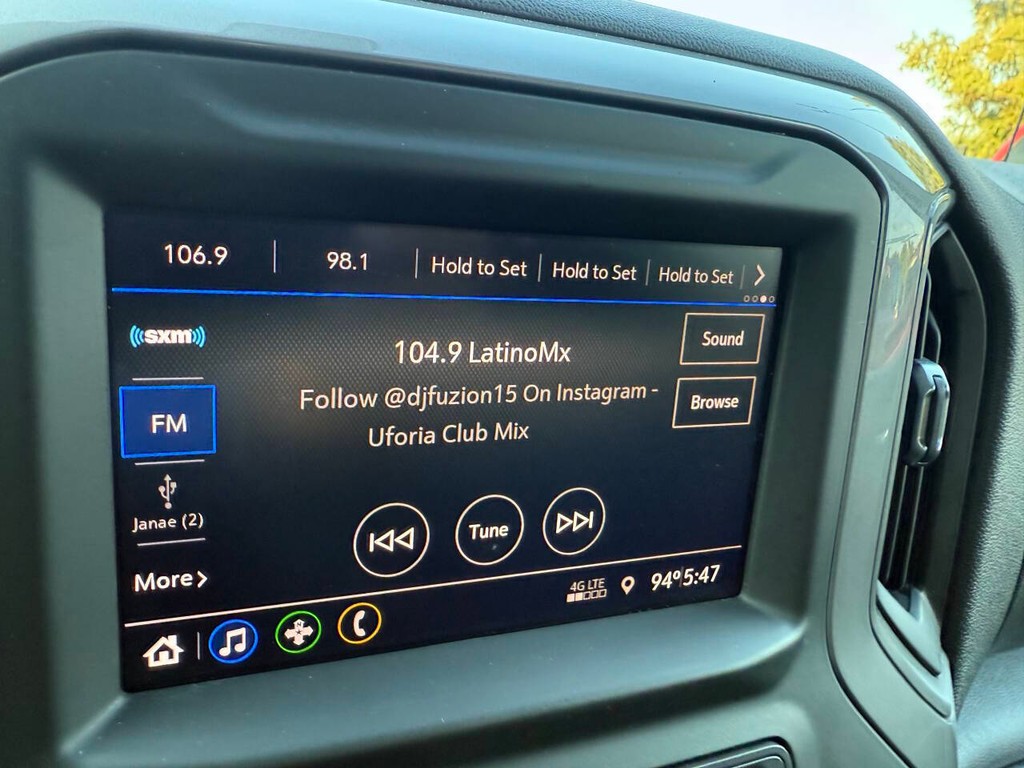 106.9
98.1
Hold to Set
Hold to Set
Hold to Set
sxm
104.9 LatinoMx
Sound
Follow @djfuzion15 On Instagram -
Uforia Club Mix
Browse
FM
Janae (2)
Tune
More
4G LTE
94° 5:47